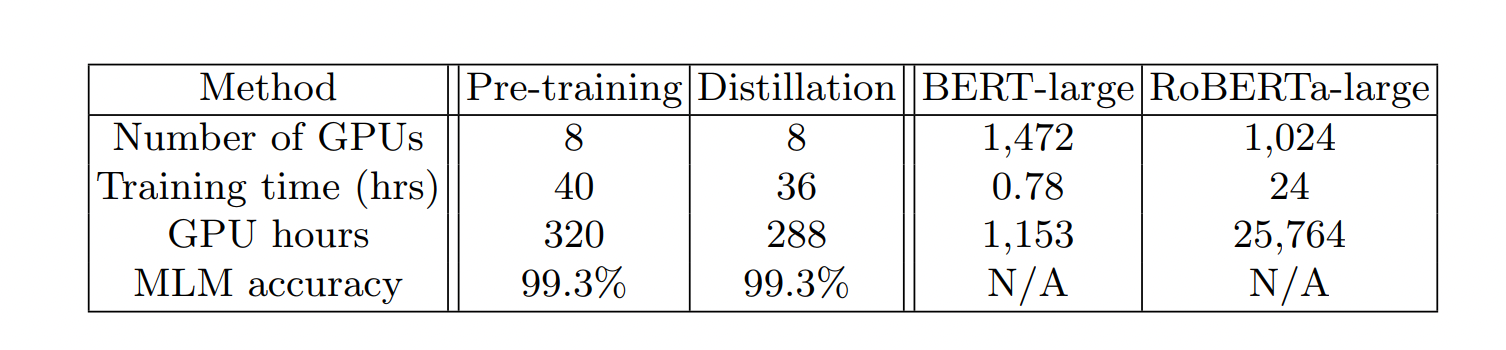 Method Pre-training Distillation BERT-large RoBERTa-large
Number of GPUs 8 8 1,472 1,024
Training time (hrs) 40 36 0.78 24
GPU hours 320 288 1,153 25,764
MLM accuracy 99.3% 99.3% N/A N/A